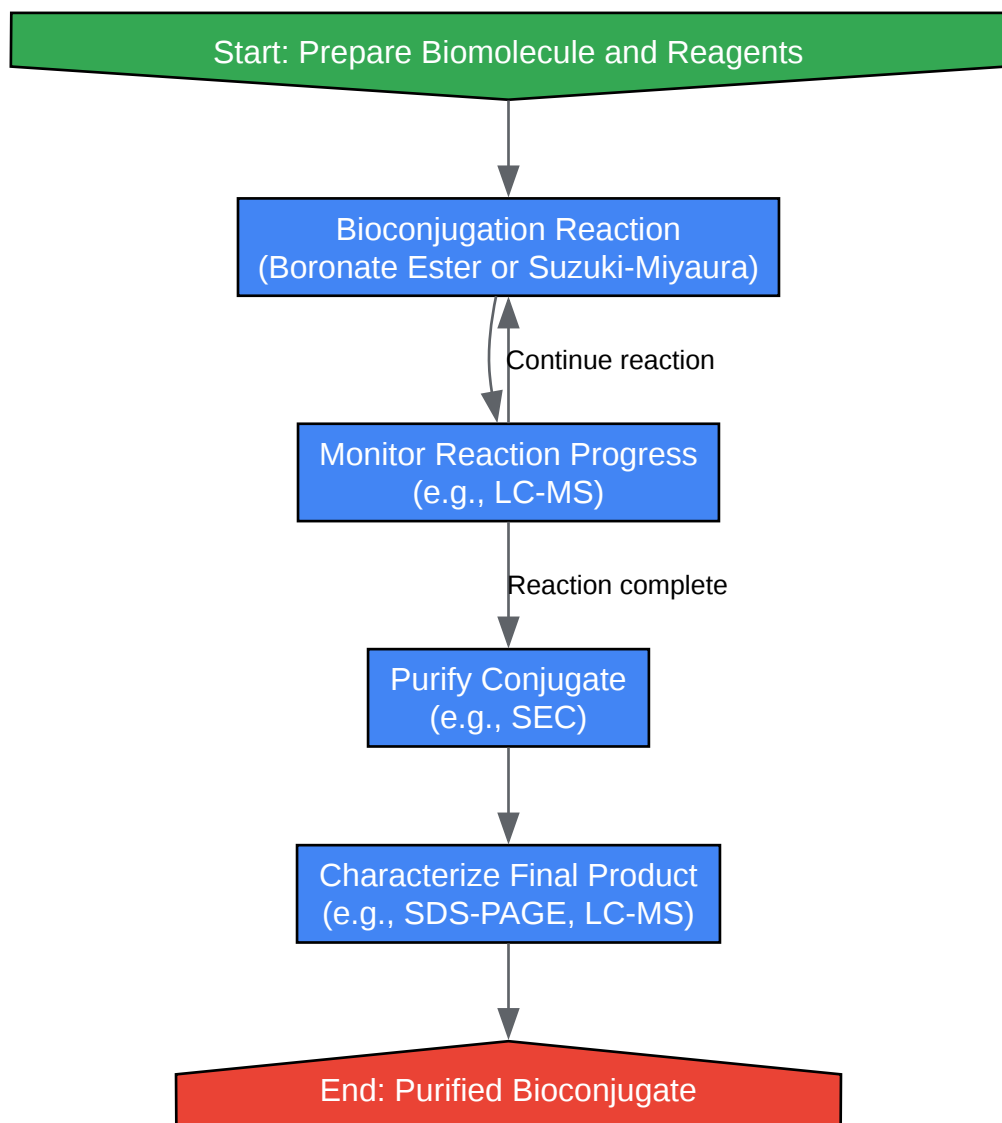 Start: Prepare Biomolecule and Reagents
Bioconjugation Reaction
(Boronate Ester or Suzuki-Miyaura)
Continue reaction
Monitor Reaction Progress
(e.g., LC-MS)
Reaction complete
Purify Conjugate
(e.g., SEC)
Characterize Final Product
(e.g., SDS-PAGE, LC-MS)
End: Purified Bioconjugate